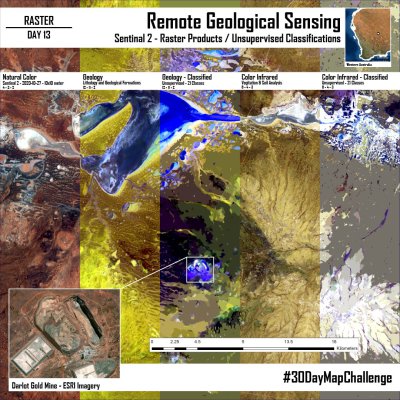 RASTER
DAY 13
Remote Geological Sensing
Sentinel 2 - Raster Products / Unsupervised Classifications
Western Australia
Natural Color
Sentinel 2 - 2023-10-27 - 10x10 meter
4 - 3 - 2
Geology
Lithology and Geological Formations
12 - 11 - 2
Geology - Classified
Unsupervised - 21 Classes
12 - 11 - 2
Color Infrared
Vegitation & Soil Analysis
8 - 4 - 3
Color Infrared - Classified
Unsupervised - 21 Classes
8 - 4 - 3
0 2.25 4.5 9 13.5 18
Kilometers
Darlot Gold Mine - ESRI Imagery
#30DayMapChallenge